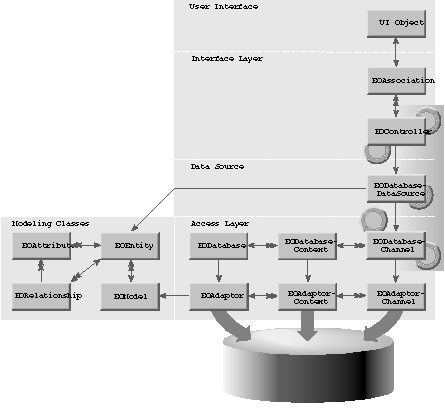 User Interface
UI Object
Interface Layer
EOAssociation
EOController
Data Source
EODatabase-
DataSource
Modeling Classes
Access Layer
EOAttribute
EOEntity
EODatabase
EODatabase-
Context
EODatabase-
Channel
EORelationship
EOModel
EOAdaptor
EOAdaptor-
Context
EOAdaptor-
Channel